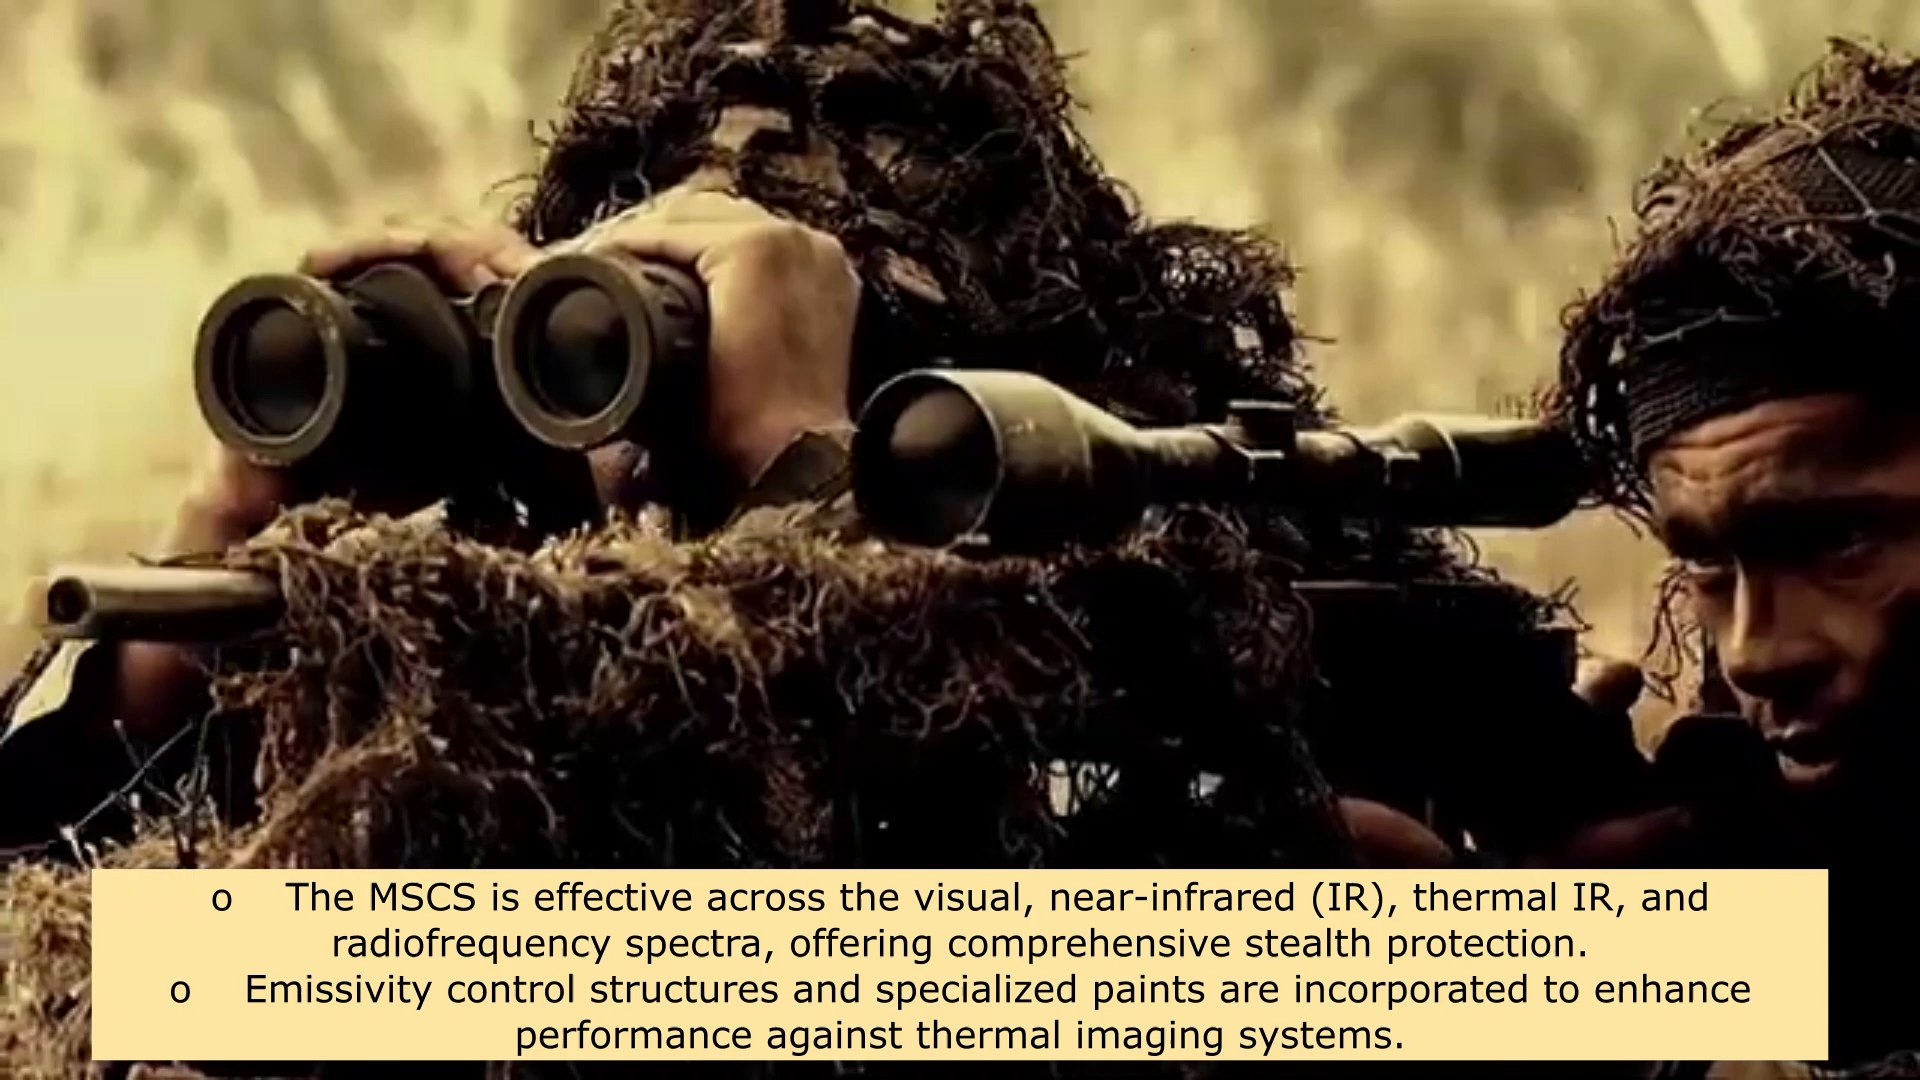 o The MSCS is effective across the visual, near-infrared (IR), thermal IR, and
radiofrequency spectra, offering comprehensive stealth protection.
o Emissivity control structures and specialized paints are incorporated to enhance
performance against thermal imaging systems.